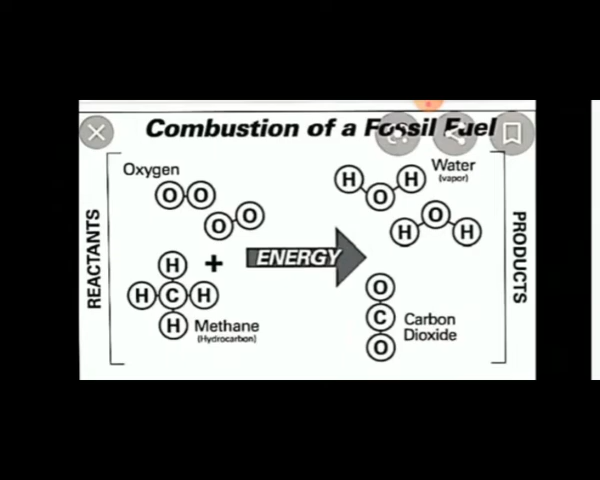 Combustion of a Fossil Fuel
REACTANTS
Oxygen
O O
O O
+
H
H C H
H
Methane
(Hydrocarbon)
ENERGY
Water
(vapor)
H O H
H O H
O
C
O
Carbon
Dioxide
PRODUCTS